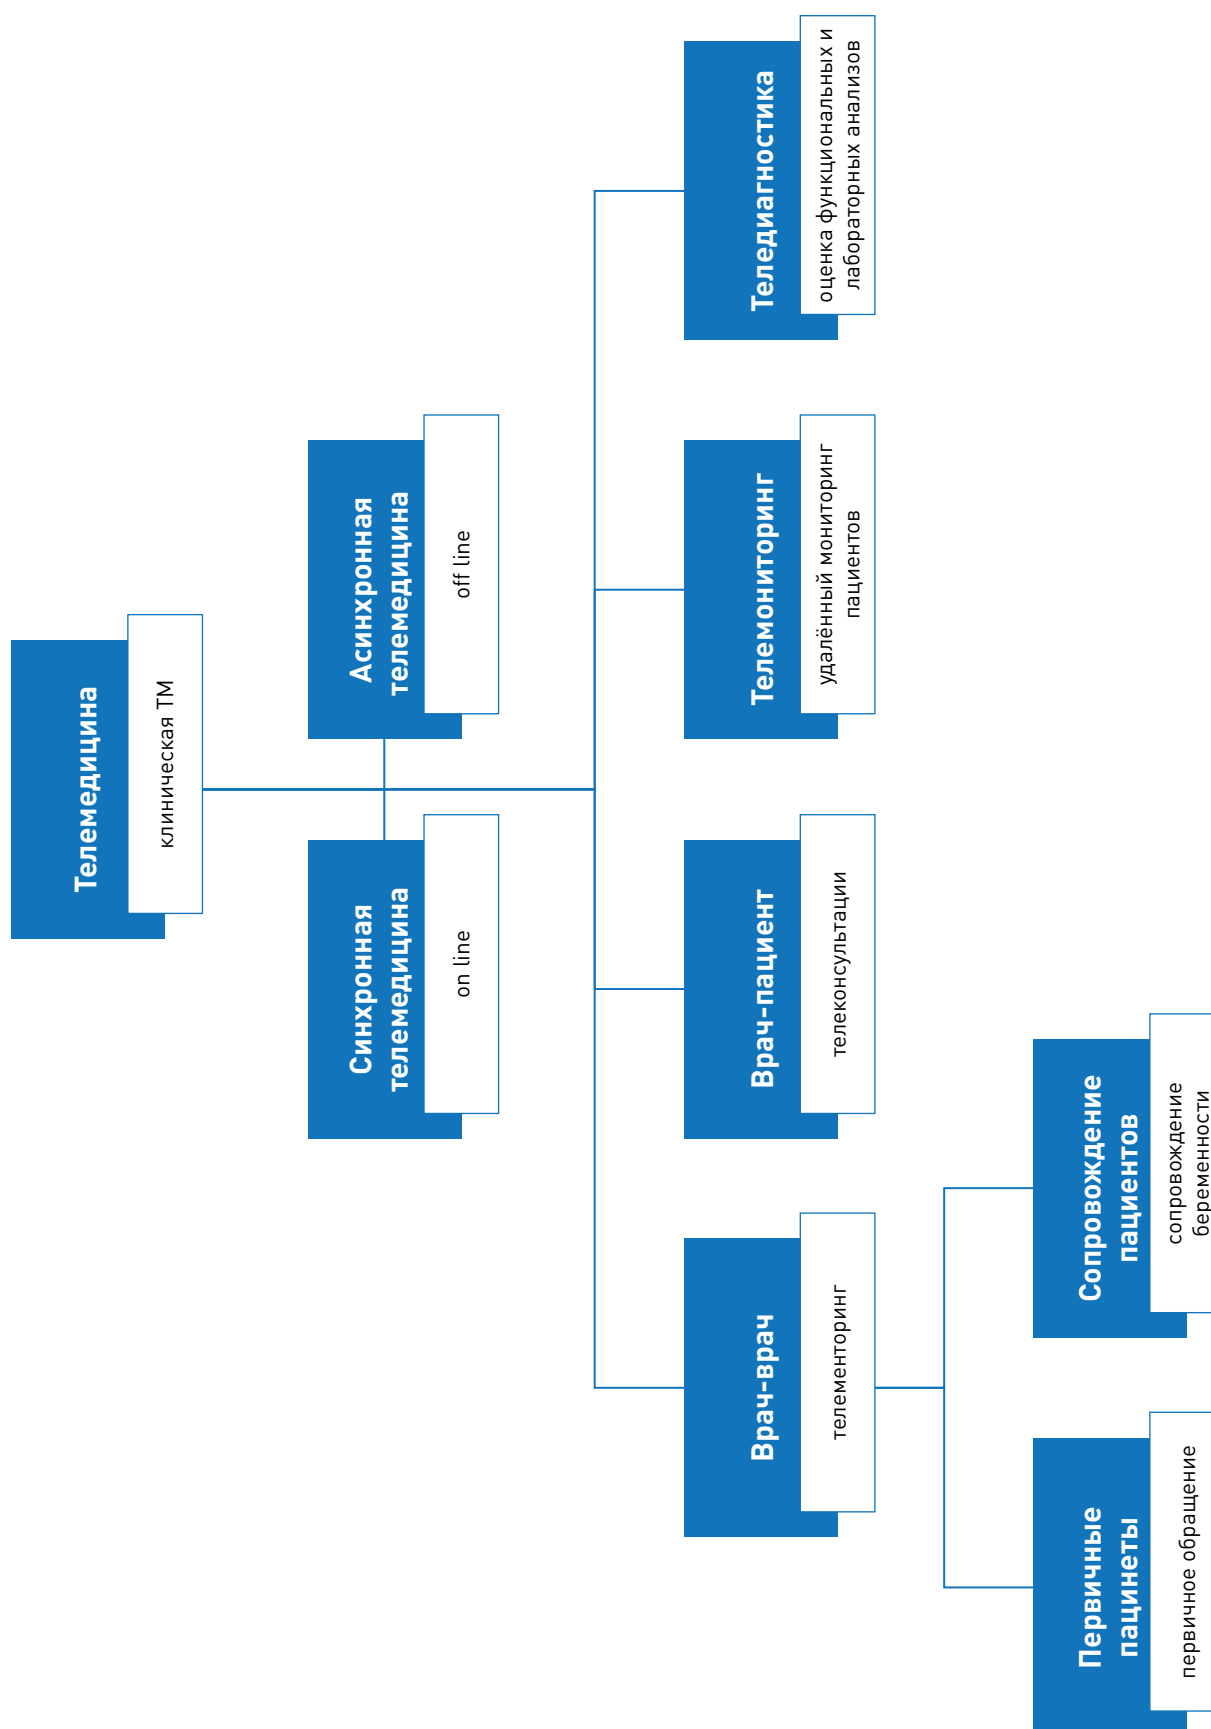 Телемедицина
клиническая ТМ
Синхронная
телемедицина
on line
Асинхронная
телемедицина
off line
Врач-врач
телементоринг
Врач-пациент
телеконсультации
Телемониторинг
удалённый мониторинг
пациентов
Теледиагностика
оценка функциональных и
лабораторных анализов
Первичные
пацинеты
первичное обращение
Сопровождение
пациентов
сопровождение
беременности